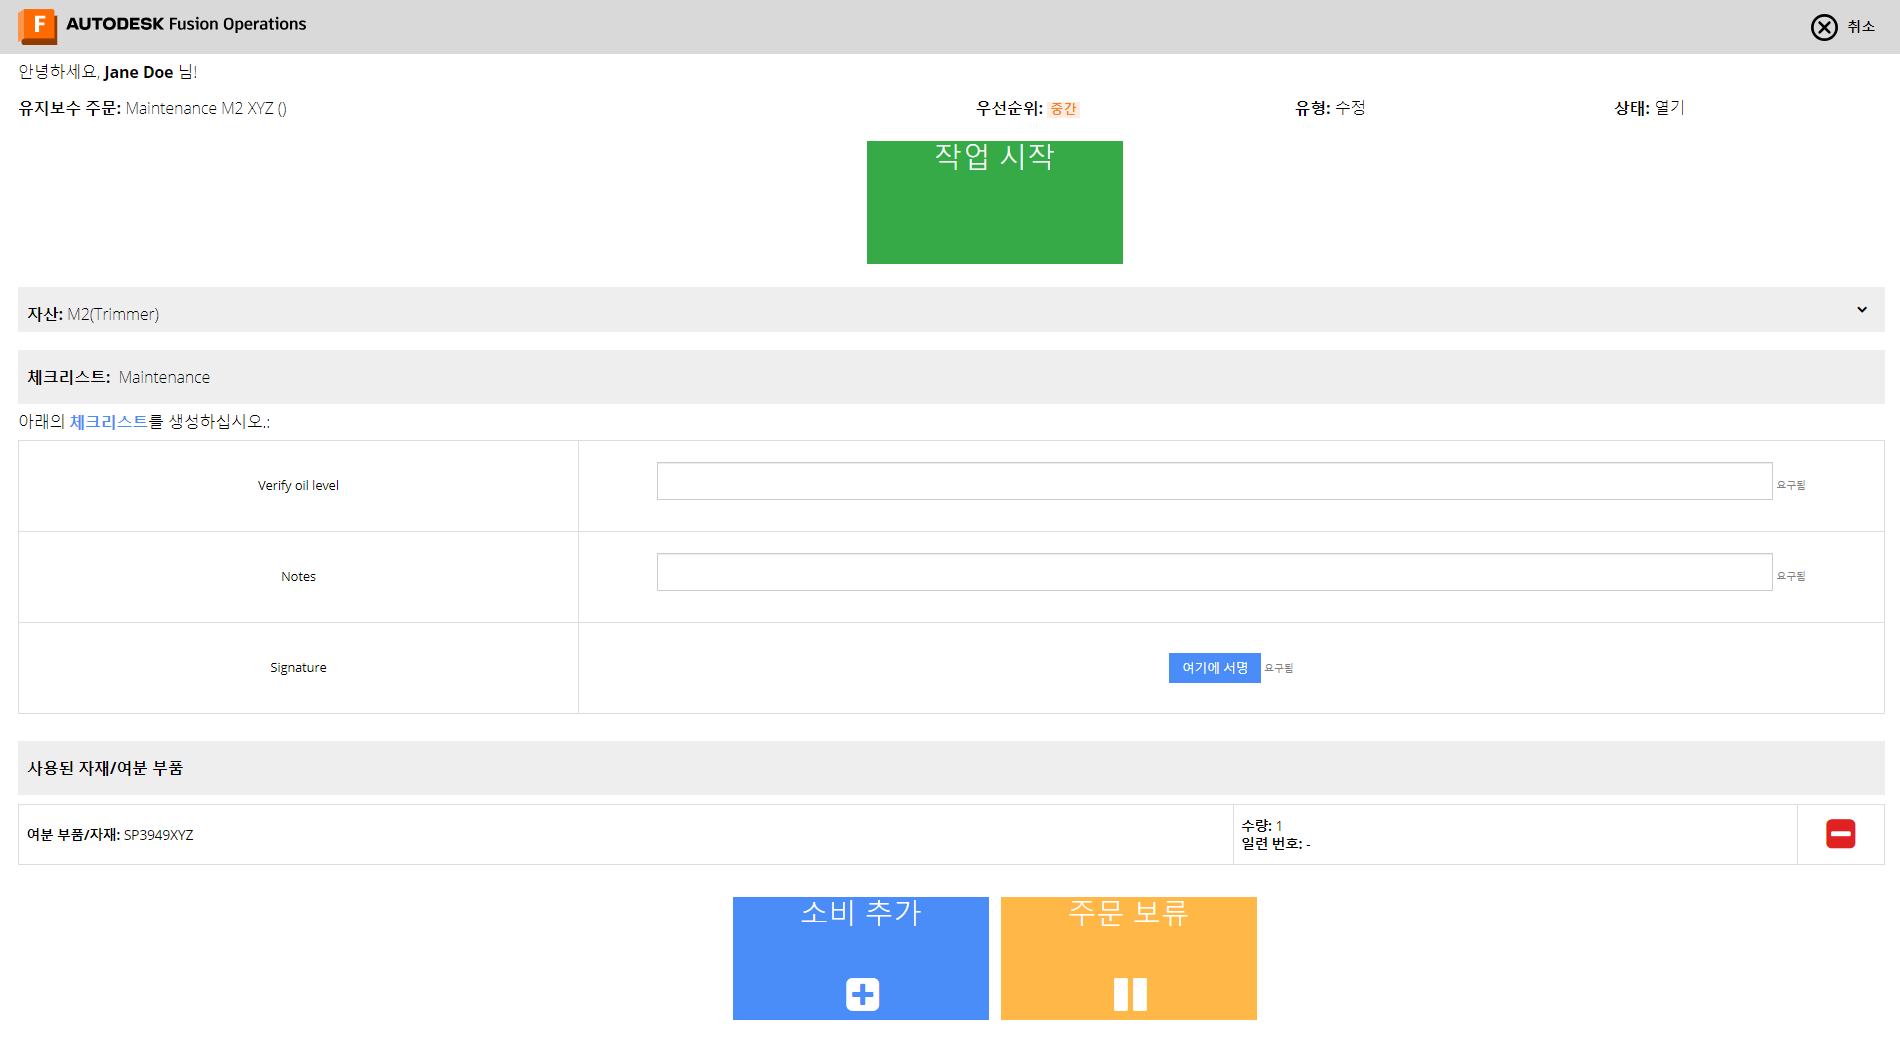 F AUTODESK Fusion Operations
취소
안녕하세요, Jane Doe 님!
유지보수 주문: Maintenance M2 XYZ ()
우선순위: 중간
유형: 수정
상태: 열기
작업 시작
자산: M2(Trimmer)
체크리스트: Maintenance
아래의 체크리스트를 생성하십시오.:
Verify oil level
요구됨
Notes
요구됨
Signature
여기에 서명 요구됨
사용된 자재/여분 부품
여분 부품/자재: SP3949XYZ
수량: 1
일련 번호: -
소비 추가
주문 보류